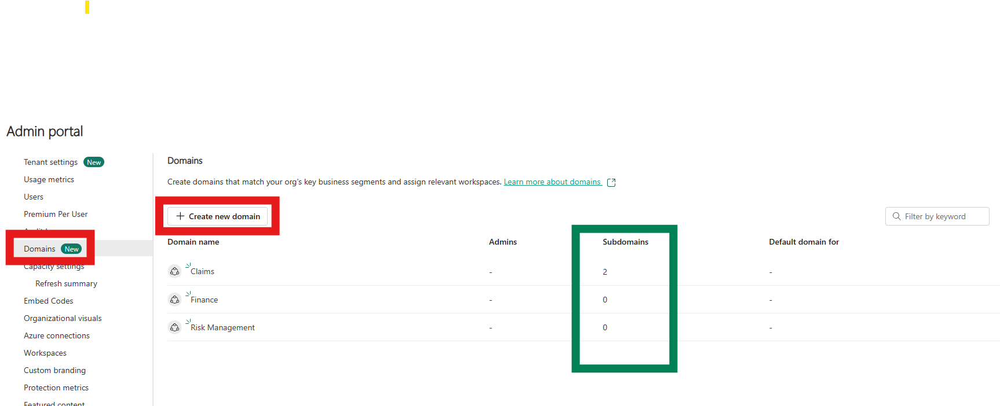 Admin portal
Tenant settings New
Usage metrics
Users
Premium Per User
Domains New
Capacity settings
Refresh summary
Embed Codes
Organizational visuals
Azure connections
Workspaces
Custom branding
Protection metrics
Featured content
Domains
Create domains that match your org's key business segments and assign relevant workspaces. Learn more about domains
+ Create new domain
Filter by keyword
Domain name Admins Subdomains Default domain for
Claims - 2 -
Finance - 0 -
Risk Management - 0 -